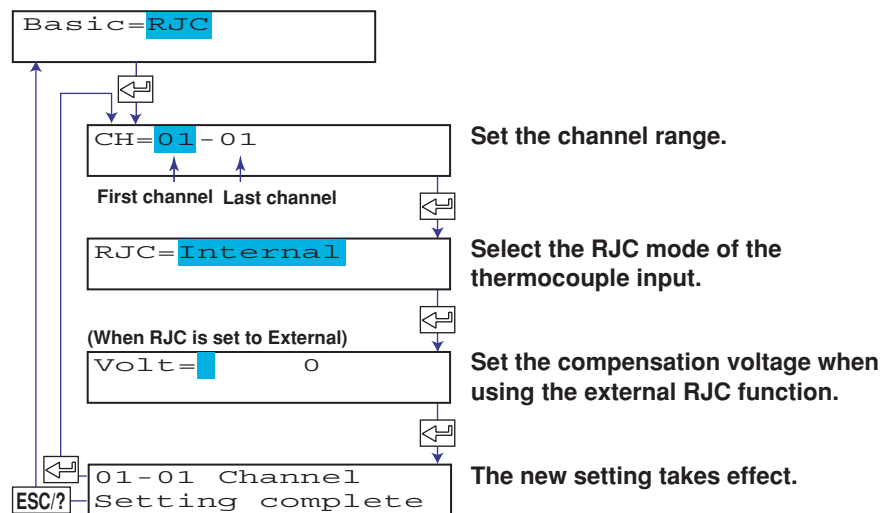 Basic=RJC
CH=01-01
Set the channel range.
First channel Last channel
RJC=Internal
Select the RJC mode of the
thermocouple input.
(When RJC is set to External)
Volt= 0
Set the compensation voltage when
using the external RJC function.
01-01 Channel
The new setting takes effect.
ESC/?
Setting complete